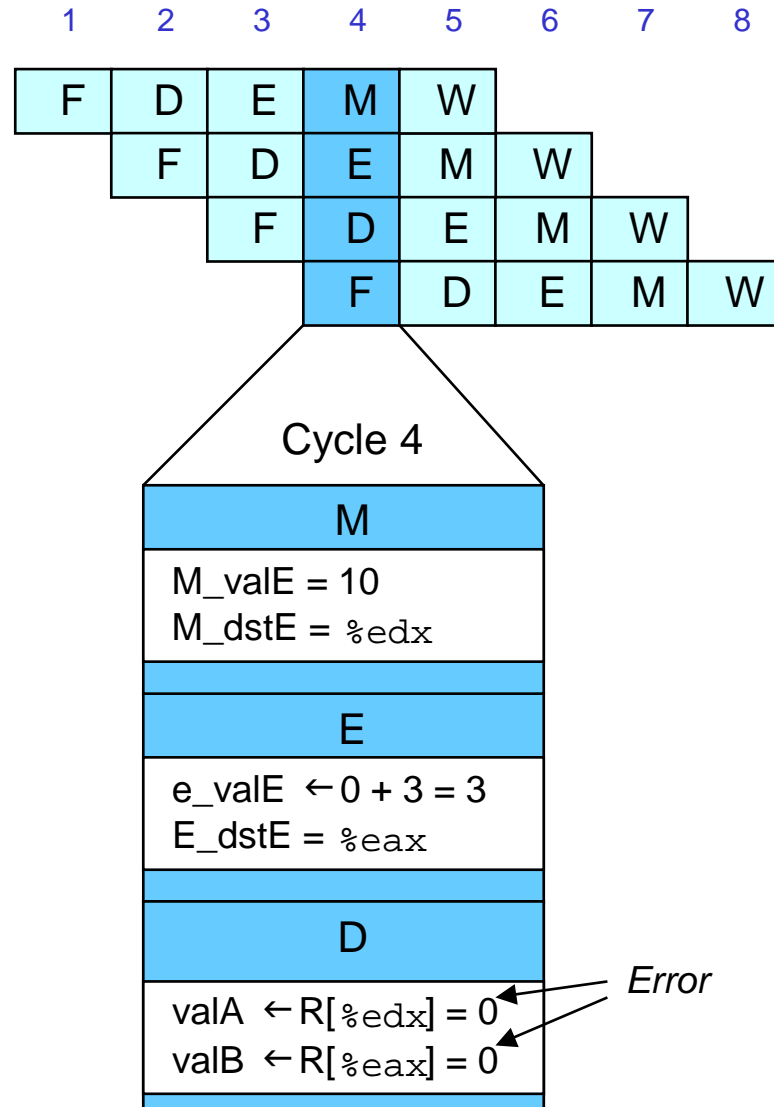 1 2 3 4 5 6 7 8
F D E M W
F D E M W
F D E M W
F D E M W
Cycle 4
M
M_valE = 10
M_dstE = %edx
E
e_valE ← 0 + 3 = 3
E_dstE = %eax
D
Error
valA ← R[%edx] = 0
valB ← R[%eax] = 0